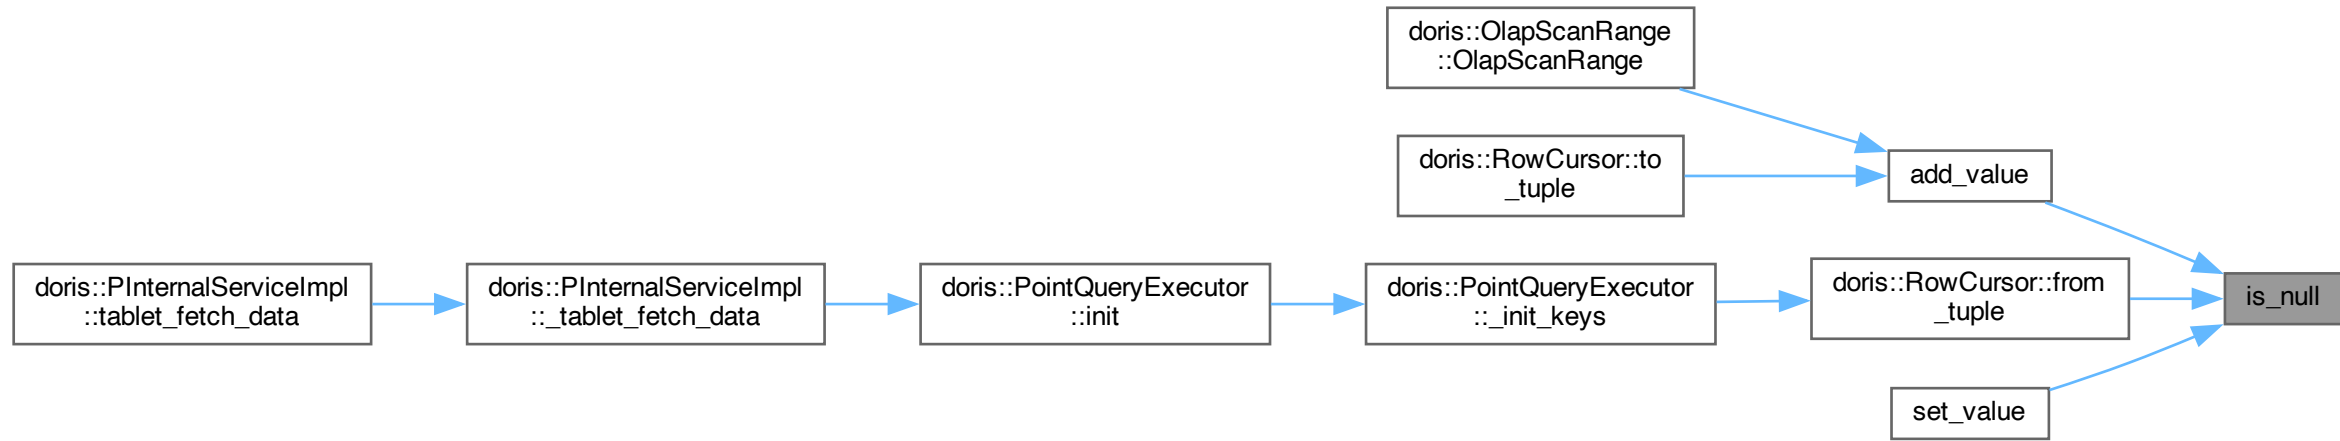 doris::OlapScanRange
::OlapScanRange
doris::RowCursor::to
_tuple
add_value
doris::PInternalServiceImpl
::tablet_fetch_data
doris::PInternalServiceImpl
::_tablet_fetch_data
doris::PointQueryExecutor
::init
doris::PointQueryExecutor
::_init_keys
doris::RowCursor::from
_tuple
is_null
set_value